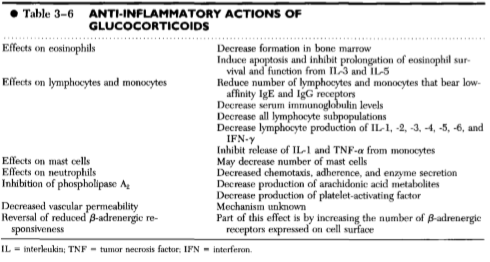 ● Table 3–6 ANTI-INFLAMMATORY ACTIONS OF
GLUCOCORTICOIDS
Effects on eosinophils Decrease formation in bone marrow
Induce apoptosis and inhibit prolongation of eosinophil sur-
vival and function from IL-3 and IL-5
Effects on lymphocytes and monocytes Reduce number of lymphocytes and monocytes that bear low-
affinity IgE and IgG receptors
Decrease serum immunoglobulin levels
Decrease all lymphocyte subpopulations
Decrease lymphocyte production of IL-1, -2, -3, -4, -5, -6, and
IFN-γ
Inhibit release of IL-1 and TNF-α from monocytes
Effects on mast cells May decrease number of mast cells
Effects on neutrophils Decreased chemotaxis, adherence, and enzyme secretion
Inhibition of phospholipase A₂ Decrease production of arachidonic acid metabolites
Decrease production of platelet-activating factor
Decreased vascular permeability Mechanism unknown
Reversal of reduced β-adrenergic re- Part of this effect is by increasing the number of β-adrenergic
sponsiveness receptors expressed on cell surface
IL = interleukin; TNF = tumor necrosis factor; IFN = interferon.